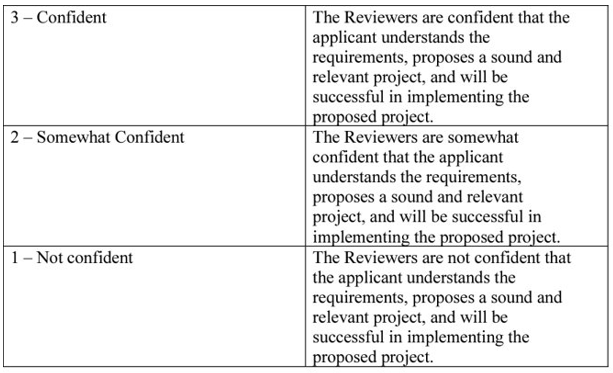 3 – Confident
The Reviewers are confident that the
applicant understands the
requirements, proposes a sound and
relevant project, and will be
successful in implementing the
proposed project.
2 – Somewhat Confident
The Reviewers are somewhat
confident that the applicant
understands the requirements,
proposes a sound and relevant
project, and will be successful in
implementing the proposed project.
1 – Not confident
The Reviewers are not confident that
the applicant understands the
requirements, proposes a sound and
relevant project, and will be
successful in implementing the
proposed project.